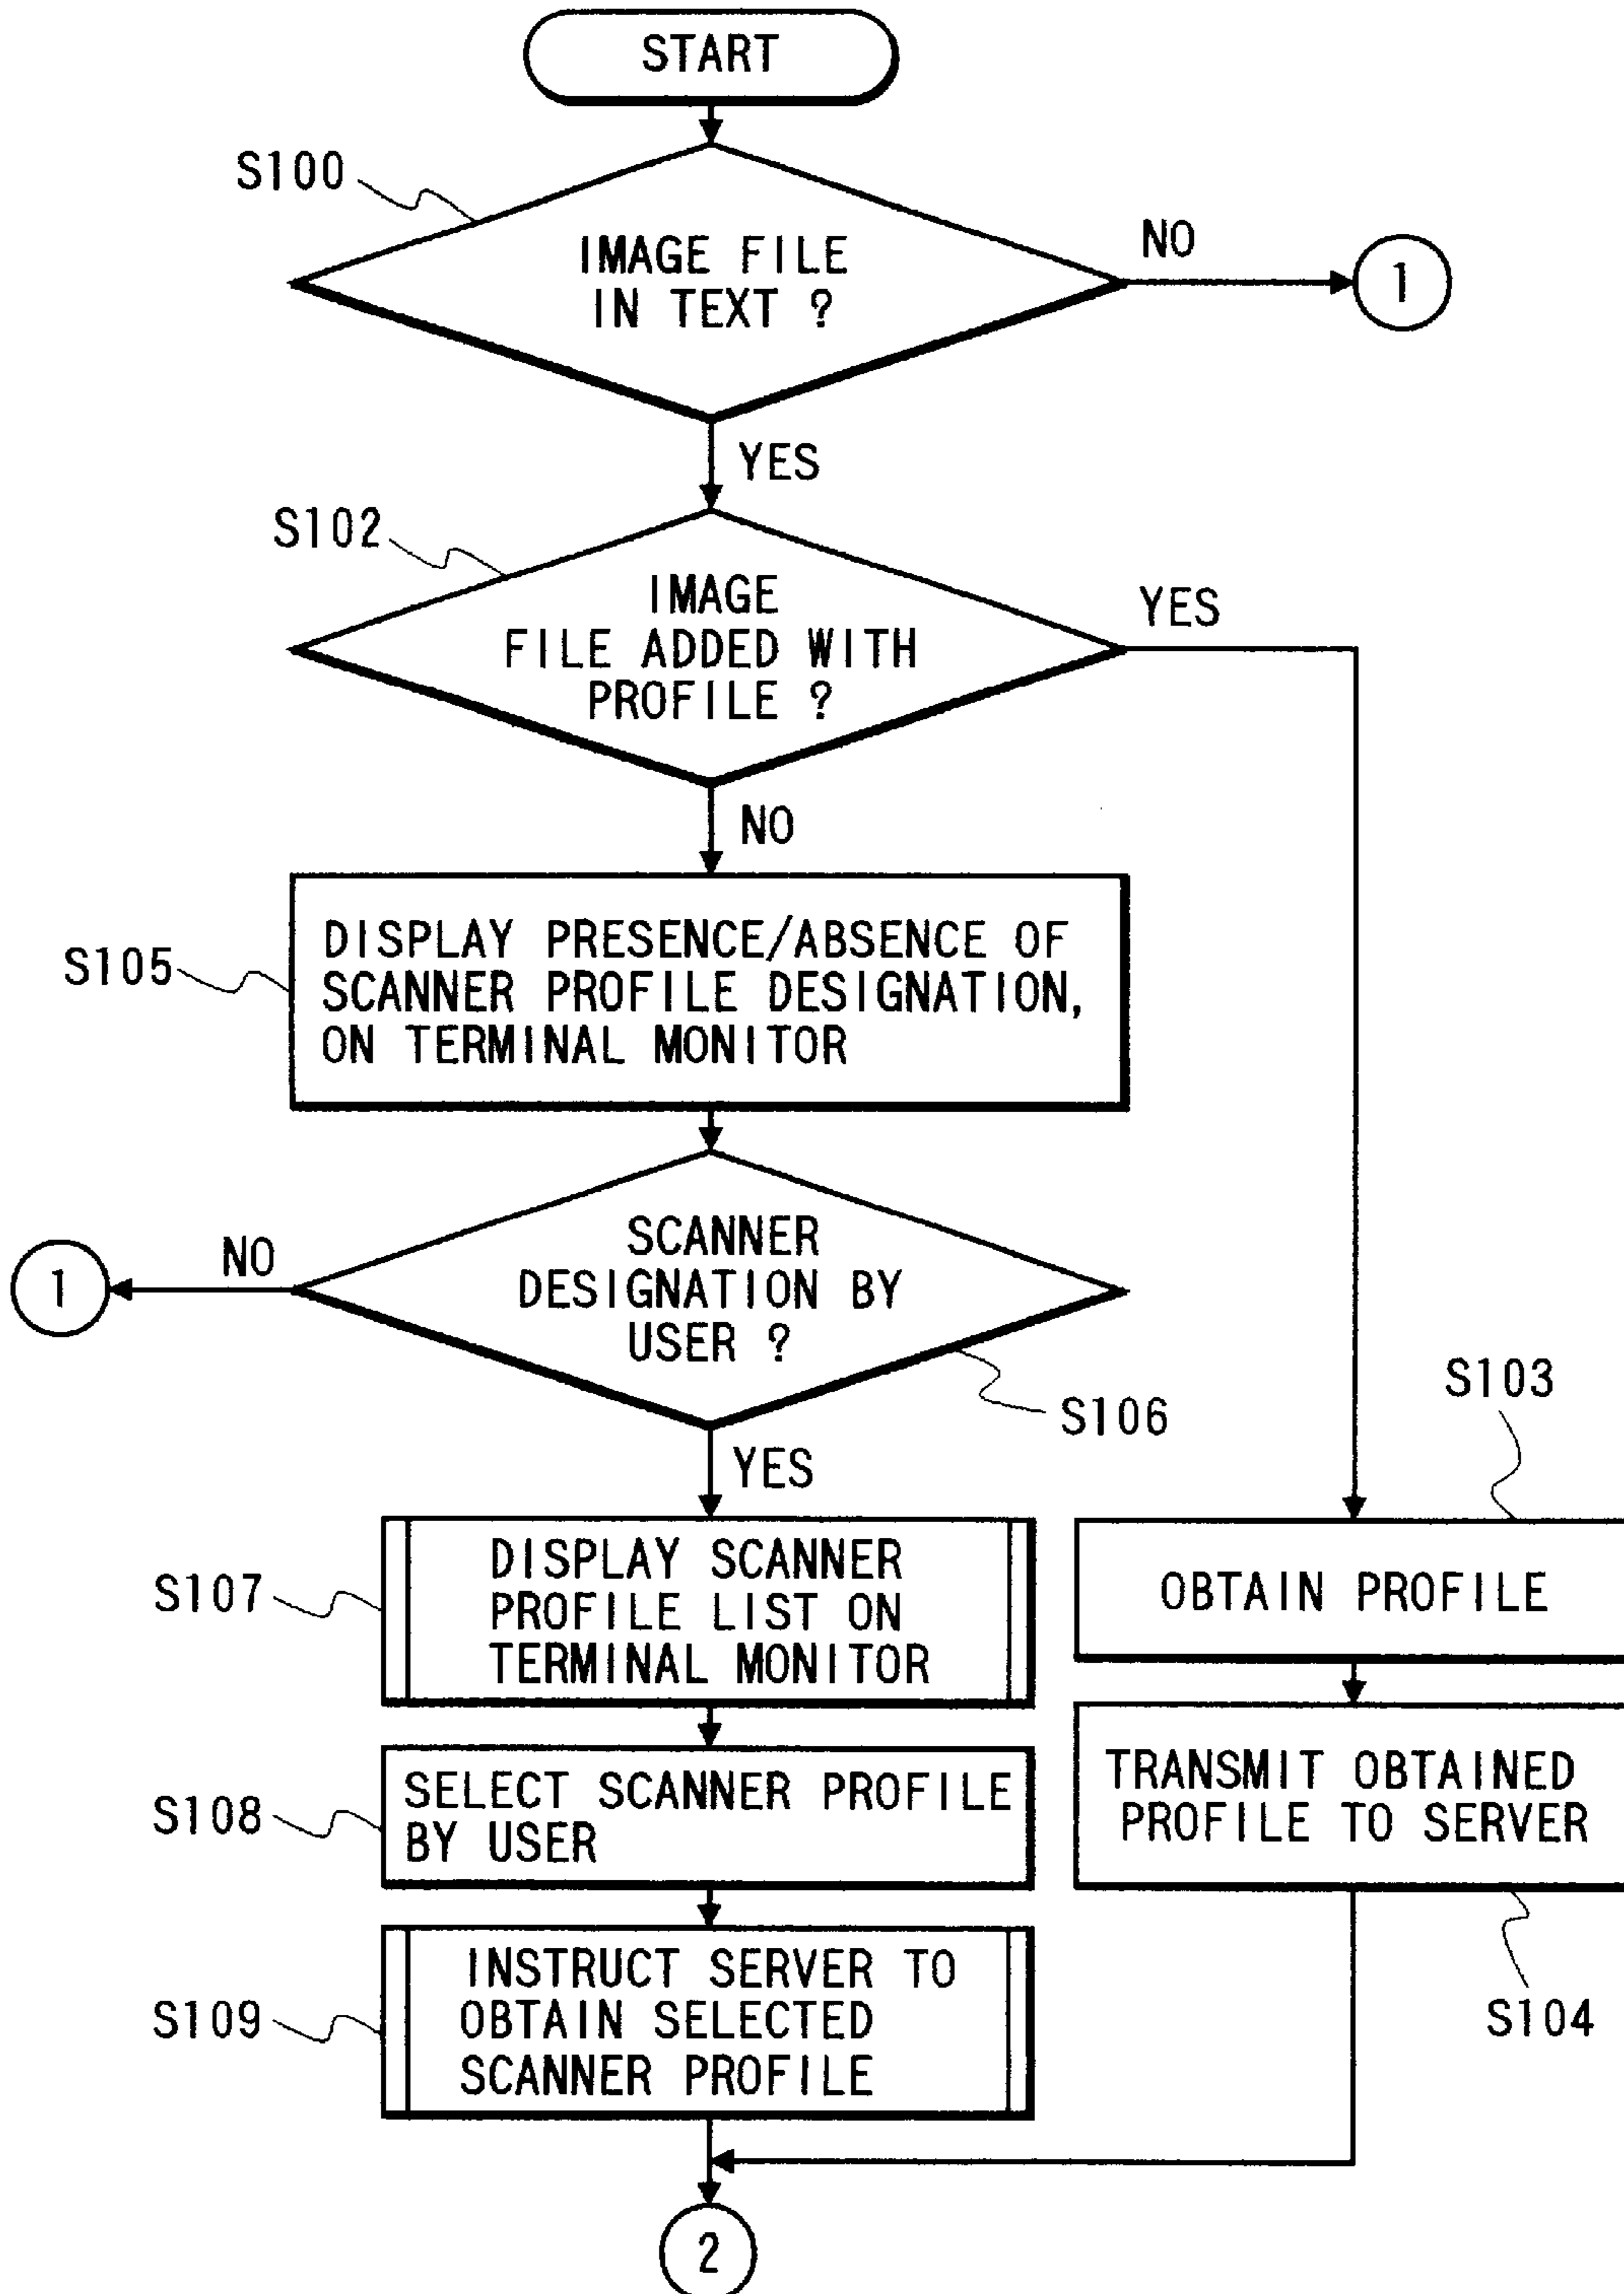 START
S100
IMAGE FILE
IN TEXT ?
NO
1
YES
S102
IMAGE
FILE ADDED WITH
PROFILE ?
YES
NO
S105
DISPLAY PRESENCE/ABSENCE OF
SCANNER PROFILE DESIGNATION,
ON TERMINAL MONITOR
1
NO
SCANNER
DESIGNATION BY
USER ?
S106
YES
S103
S107
DISPLAY SCANNER
PROFILE LIST ON
TERMINAL MONITOR
OBTAIN PROFILE
S108
SELECT SCANNER PROFILE
BY USER
TRANSMIT OBTAINED
PROFILE TO SERVER
S109
INSTRUCT SERVER TO
OBTAIN SELECTED
SCANNER PROFILE
S104
2